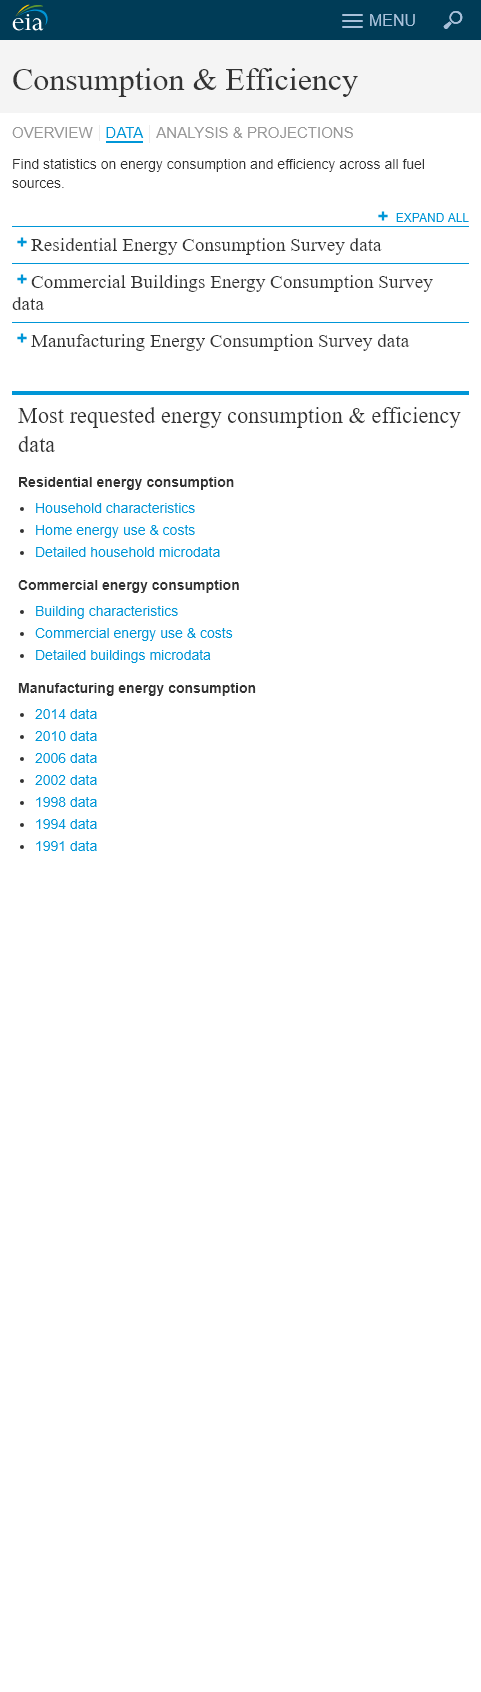 eia
MENU
Consumption & Efficiency
OVERVIEW DATA ANALYSIS & PROJECTIONS
Find statistics on energy consumption and efficiency across all fuel
sources.
+ EXPAND ALL
+ Residential Energy Consumption Survey data
+ Commercial Buildings Energy Consumption Survey
data
+ Manufacturing Energy Consumption Survey data
Most requested energy consumption & efficiency
data
Residential energy consumption
• Household characteristics
• Home energy use & costs
• Detailed household microdata
Commercial energy consumption
• Building characteristics
• Commercial energy use & costs
• Detailed buildings microdata
Manufacturing energy consumption
• 2014 data
• 2010 data
• 2006 data
• 2002 data
• 1998 data
• 1994 data
• 1991 data